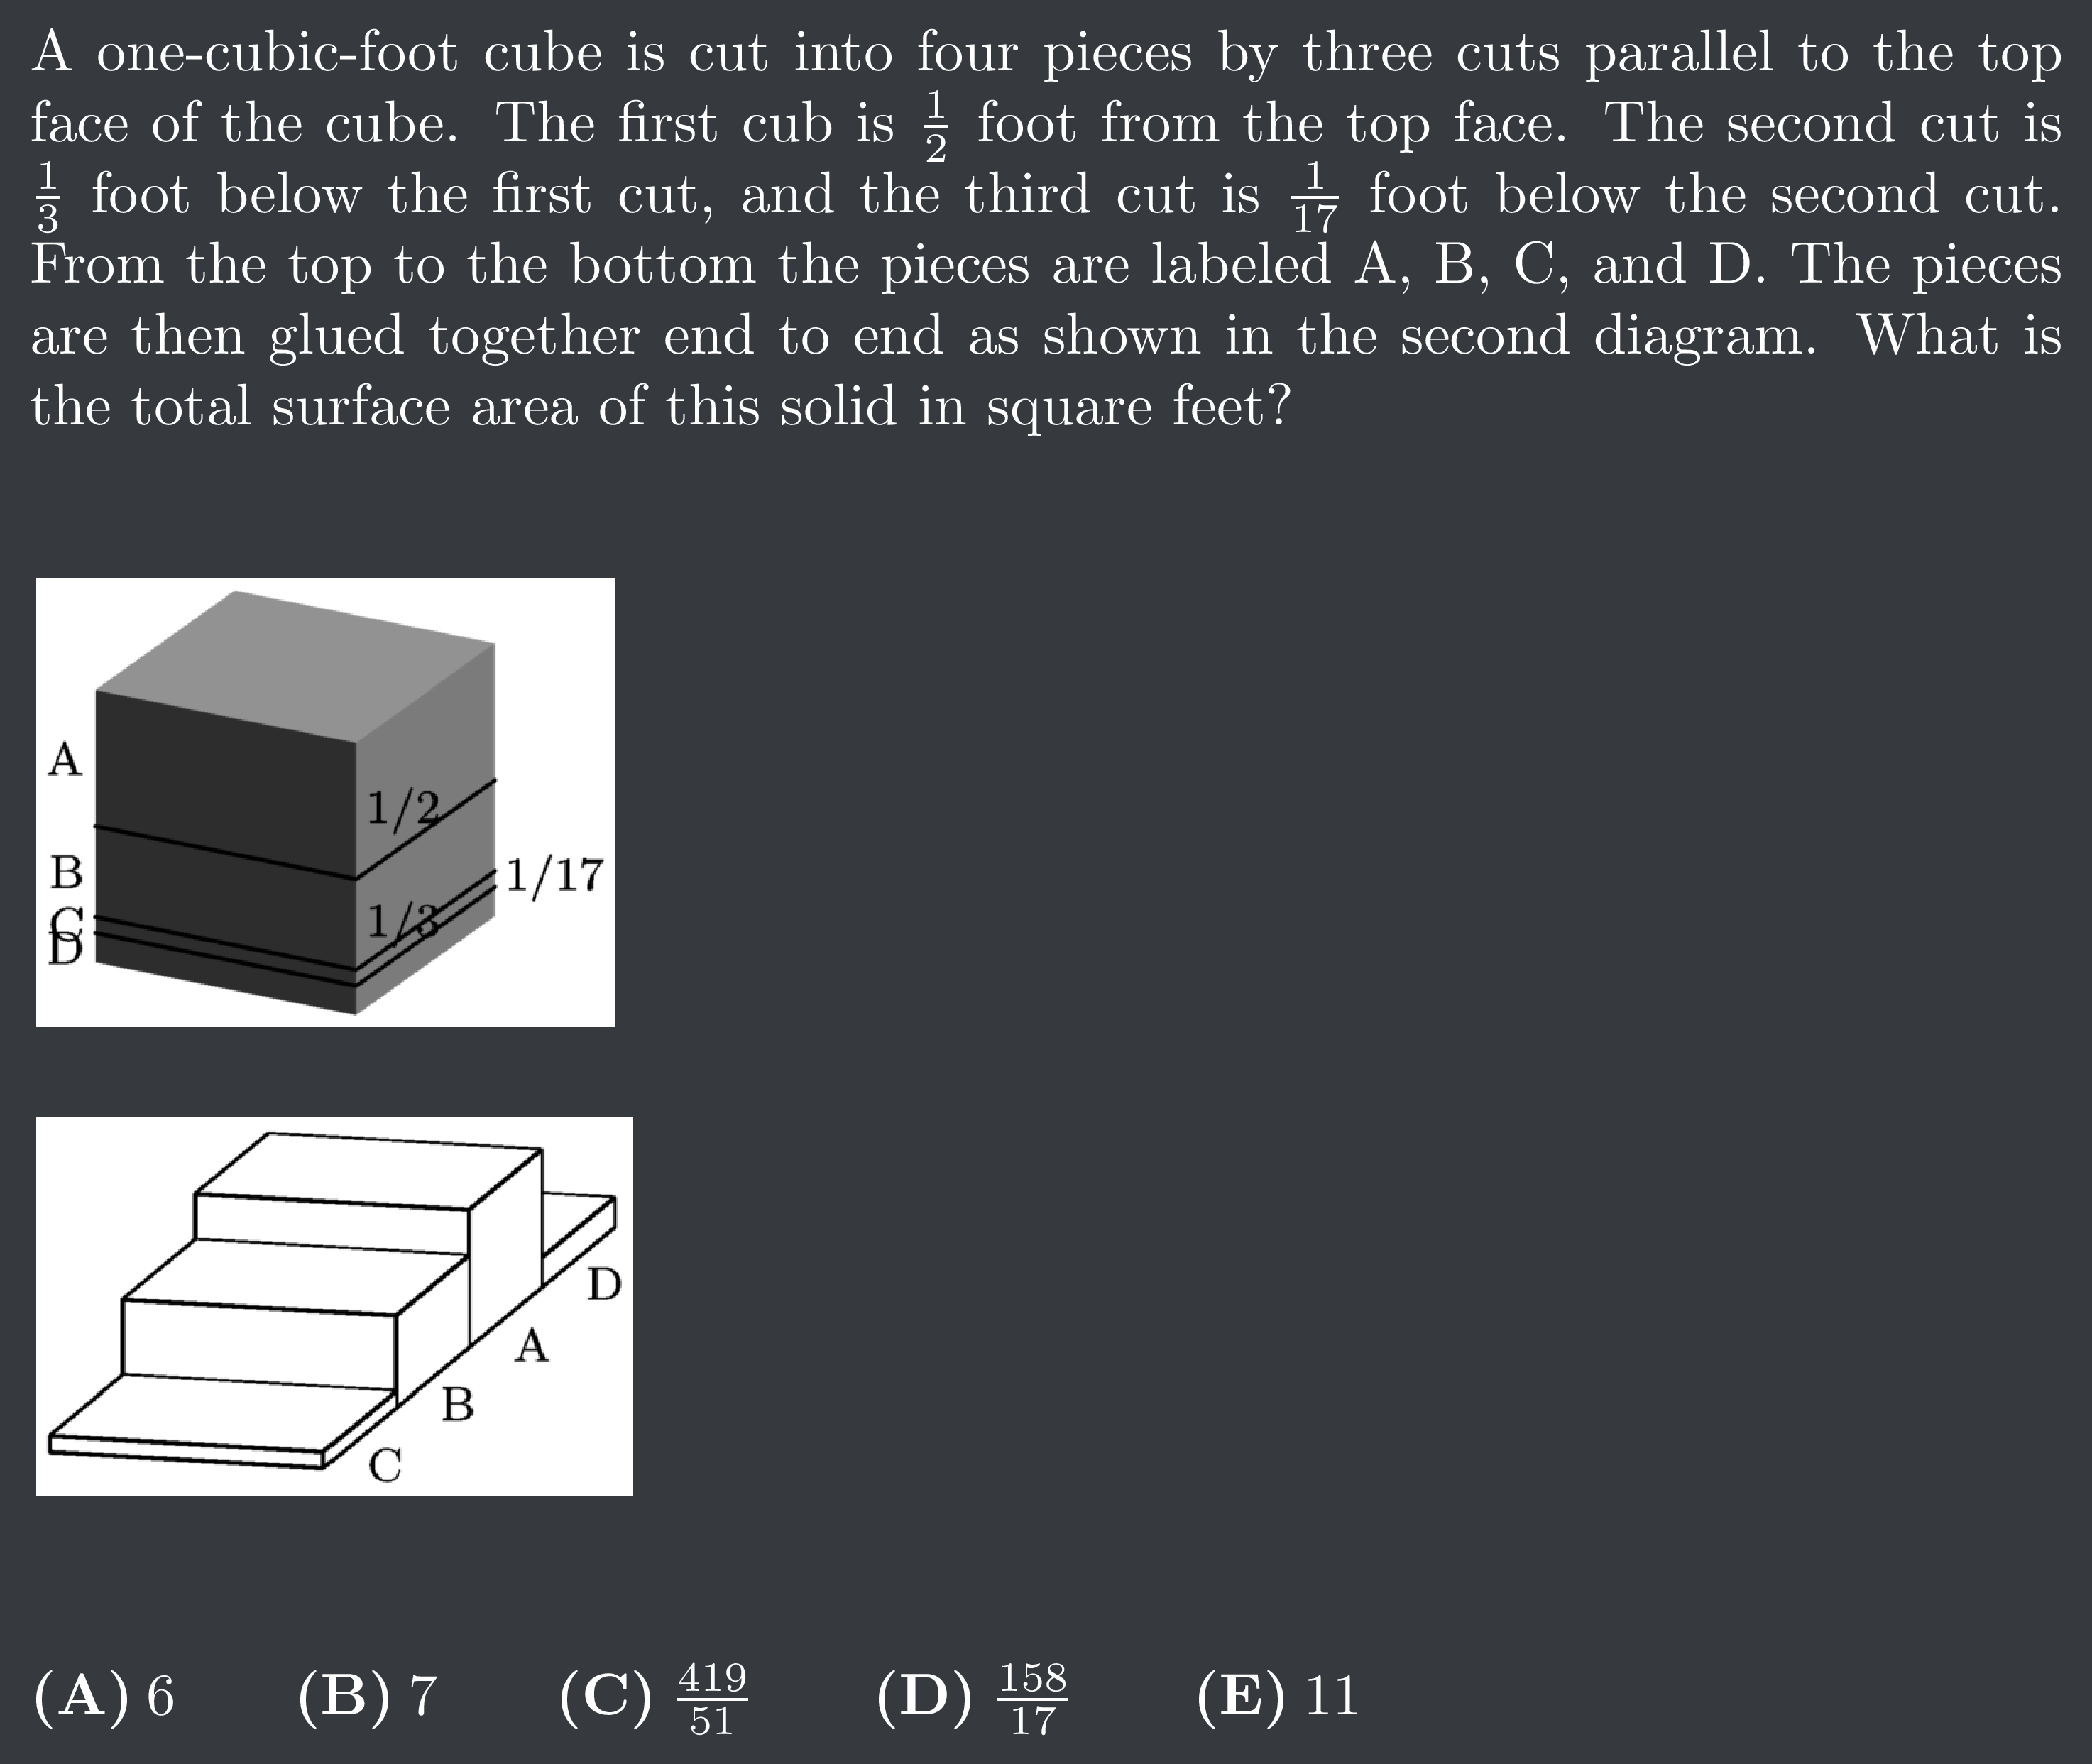 A one-cubic-foot cube is cut into four pieces by three cuts parallel to the top
face of the cube. The first cub is 1/2 foot from the top face. The second cut is
1/3 foot below the first cut, and the third cut is 1/17 foot below the second cut.
From the top to the bottom the pieces are labeled A, B, C, and D. The pieces
are then glued together end to end as shown in the second diagram. What is
the total surface area of this solid in square feet?
A
1/2
B
1/17
C
1/3
D
D
A
B
C
(A) 6 (B) 7 (C) 419/51 (D) 158/17 (E) 11